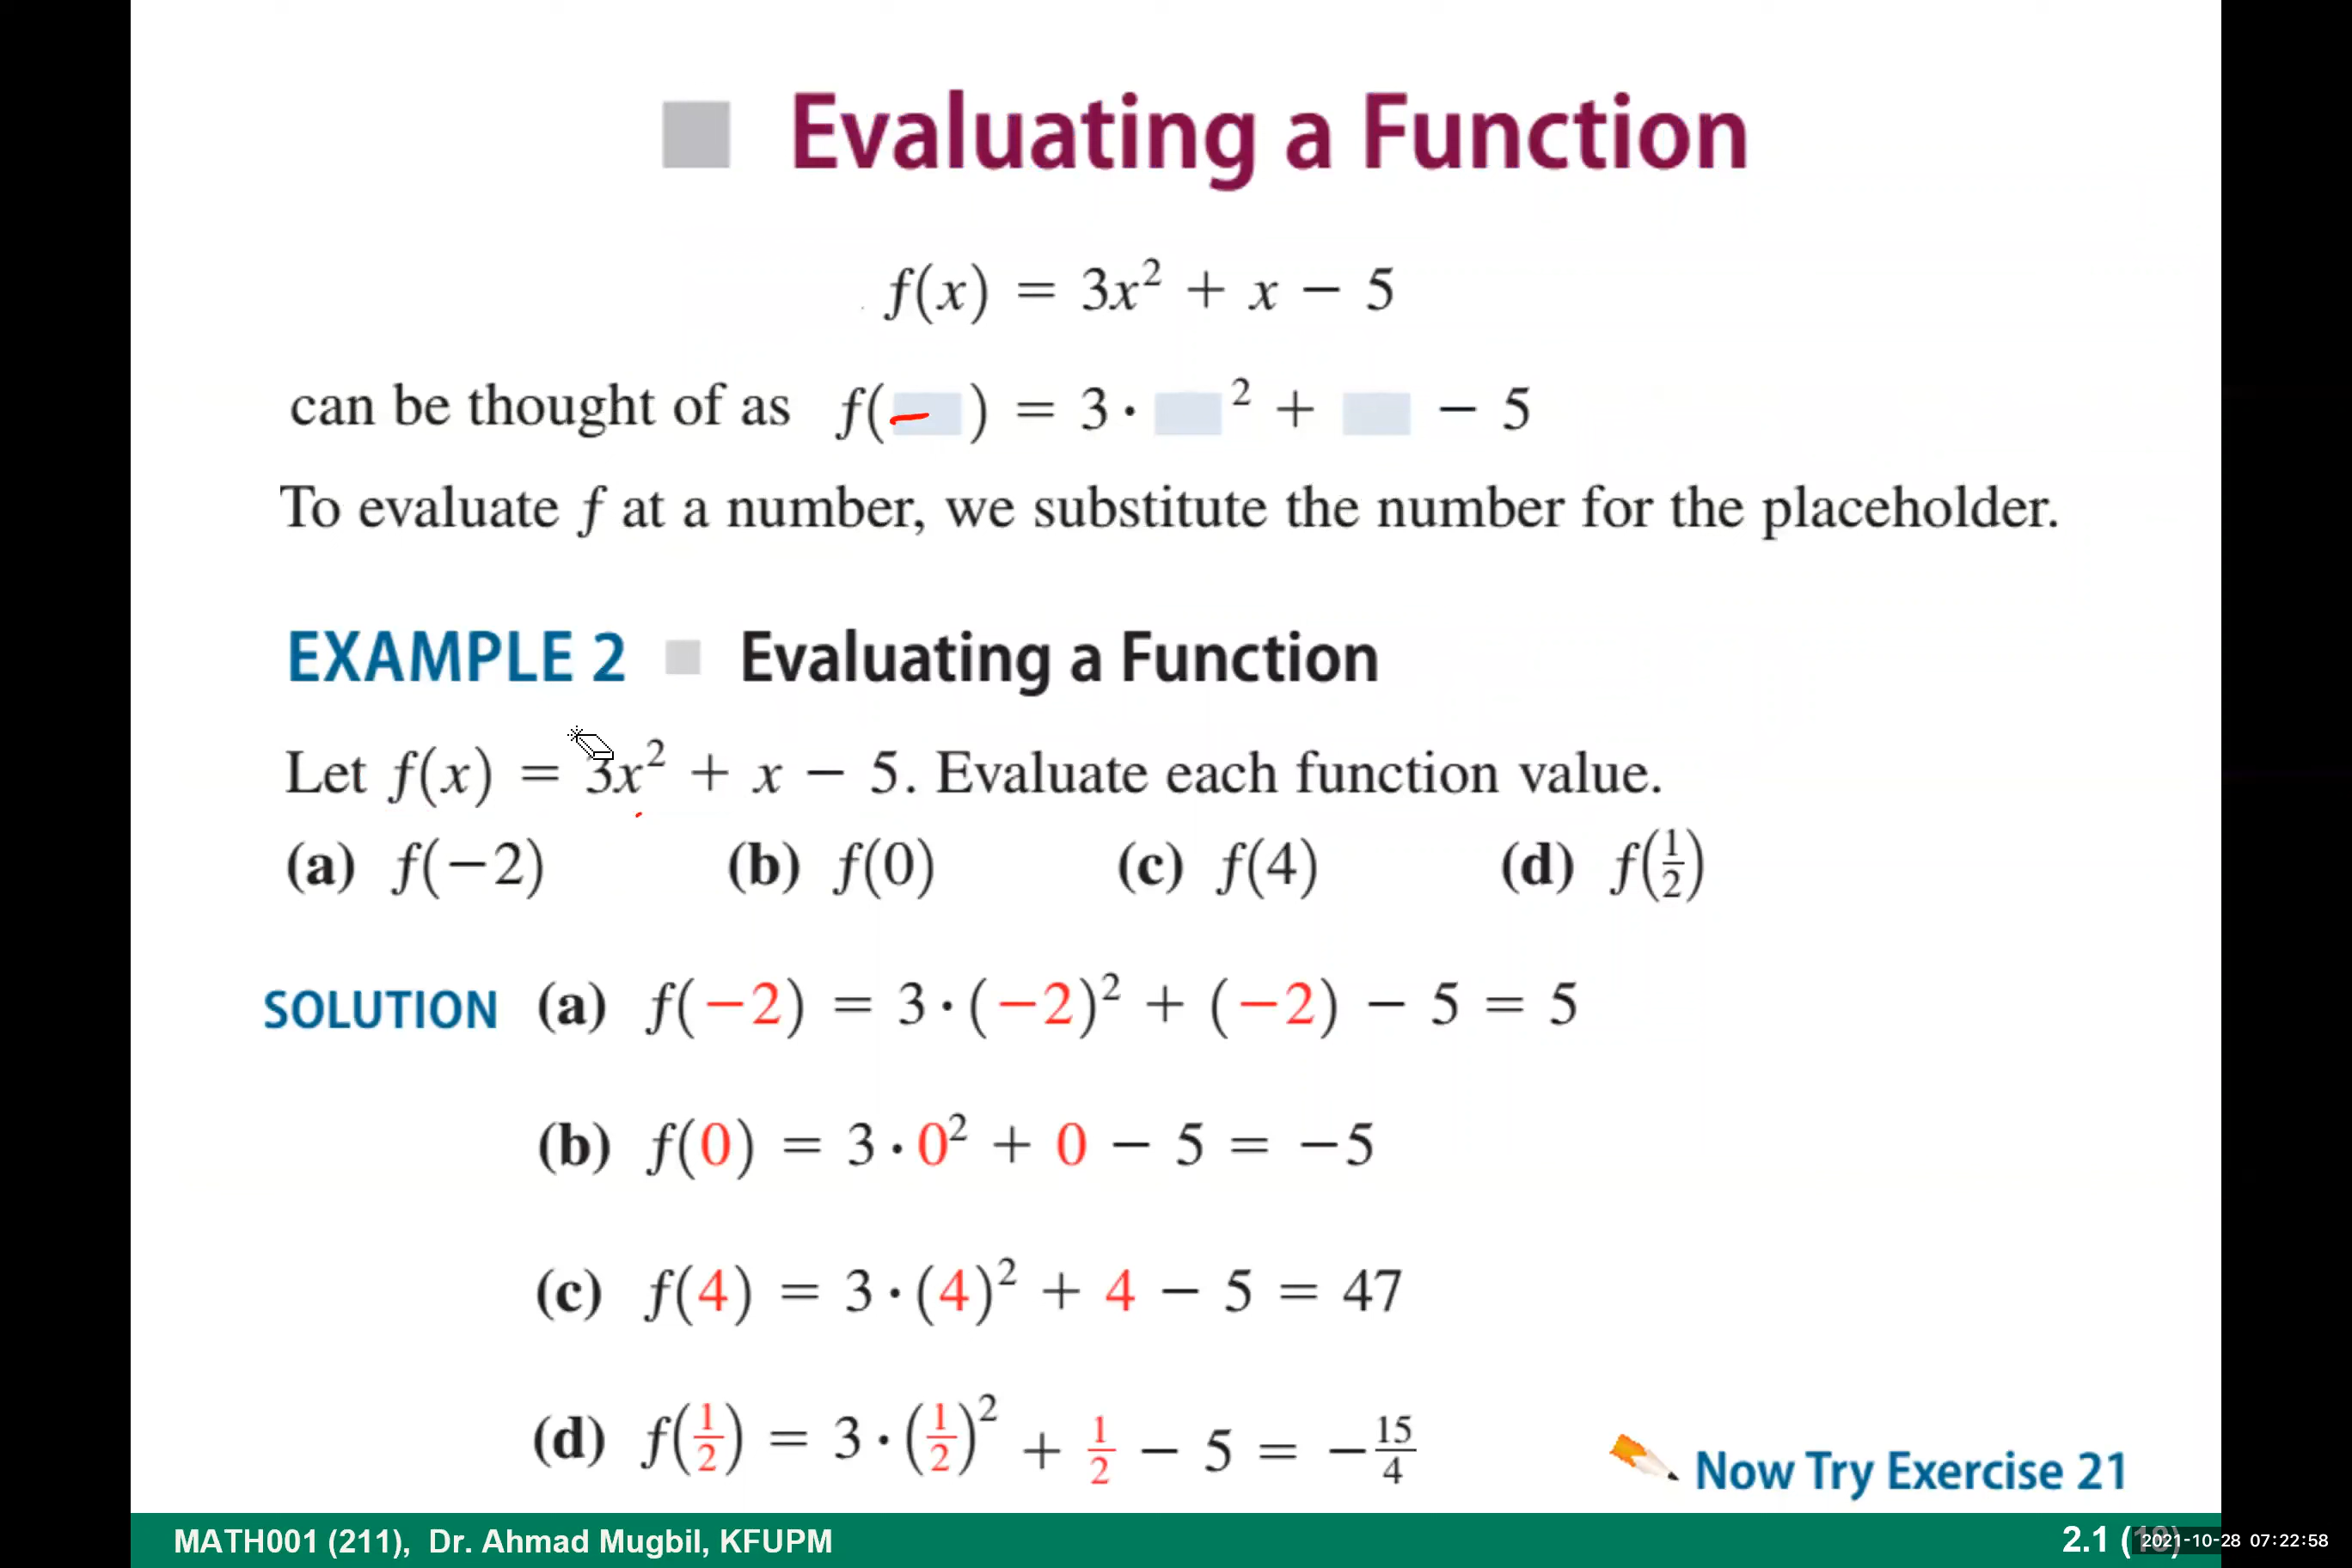 Evaluating a Function
f(x) = 3x² + x − 5
can be thought of as f( ) = 3 · ² + − 5
To evaluate f at a number, we substitute the number for the placeholder.
EXAMPLE 2 Evaluating a Function
Let f(x) = 3x² + x − 5. Evaluate each function value.
(a) f(−2) (b) f(0) (c) f(4) (d) f(1/2)
SOLUTION (a) f(−2) = 3 · (−2)² + (−2) − 5 = 5
(b) f(0) = 3 · 0² + 0 − 5 = −5
(c) f(4) = 3 · (4)² + 4 − 5 = 47
(d) f(1/2) = 3 · (1/2)² + 1/2 − 5 = −15/4
Now Try Exercise 21
MATH001 (211), Dr. Ahmad Mugbil, KFUPM
2.1
2021-10-28 07:22:58